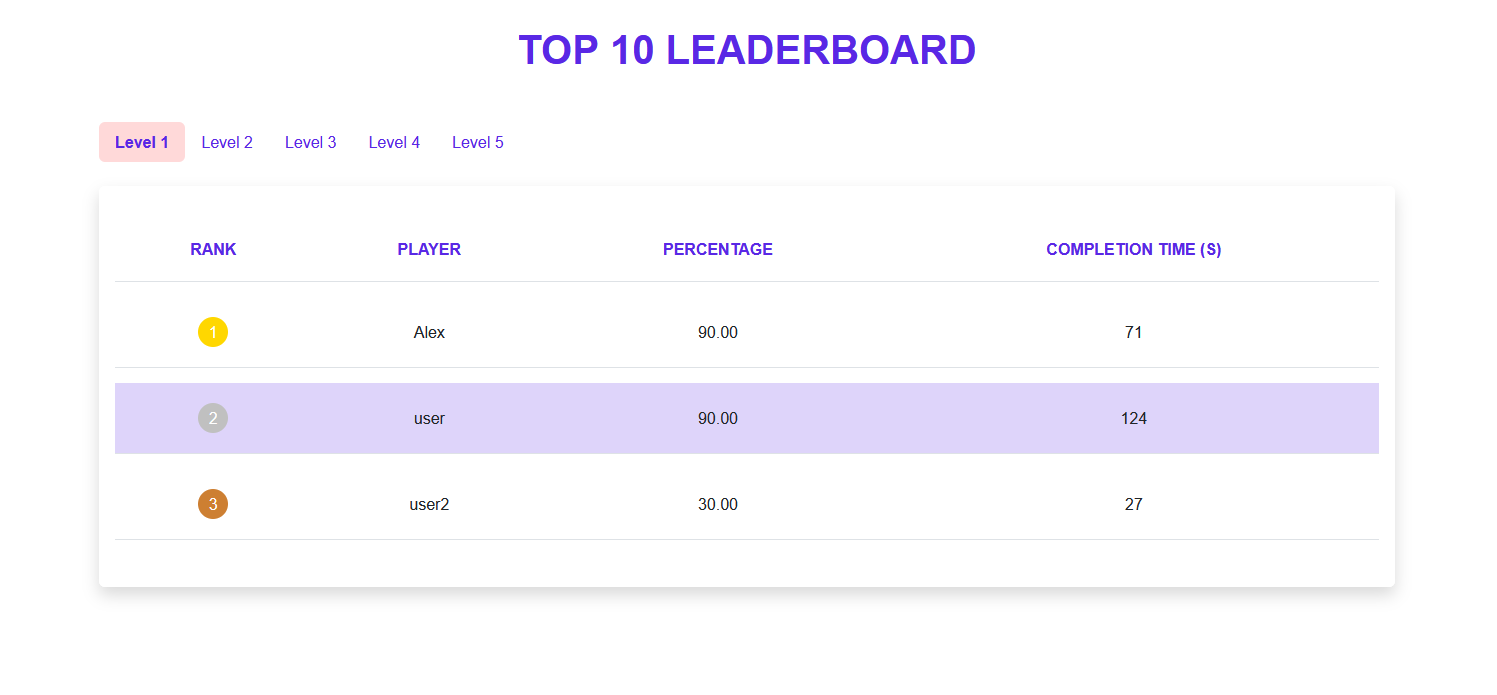 TOP 10 LEADERBOARD
Level 1 Level 2 Level 3 Level 4 Level 5
RANK PLAYER PERCENTAGE COMPLETION TIME (S)
1 Alex 90.00 71
2 user 90.00 124
3 user2 30.00 27